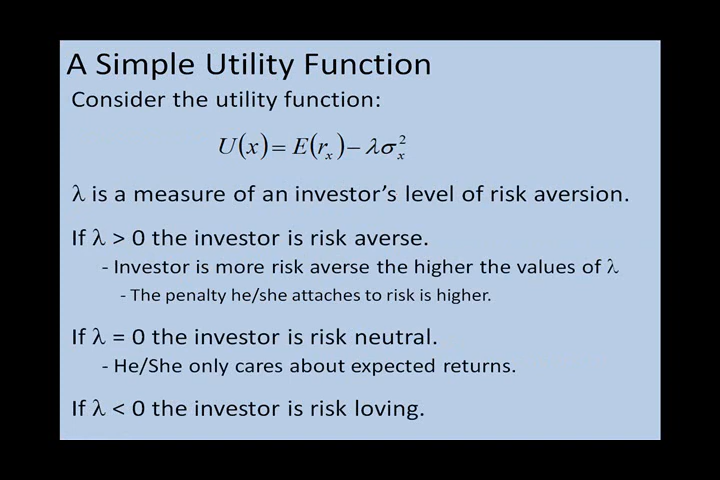 A Simple Utility Function
Consider the utility function:
U(x) = E(rₓ) − λσₓ²
λ is a measure of an investor's level of risk aversion.
If λ > 0 the investor is risk averse.
- Investor is more risk averse the higher the values of λ
- The penalty he/she attaches to risk is higher.
If λ = 0 the investor is risk neutral.
- He/She only cares about expected returns.
If λ < 0 the investor is risk loving.